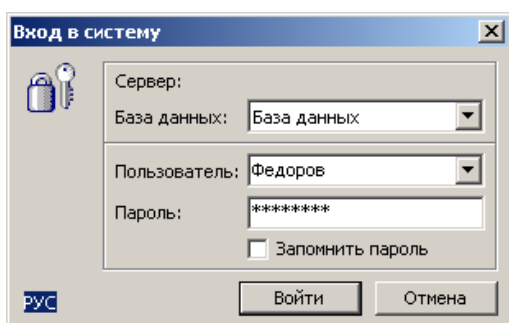 Вход в систему
Сервер:
База данных: База данных
Пользователь: Федоров
Пароль: ********
Запомнить пароль
РУС Войти Отмена